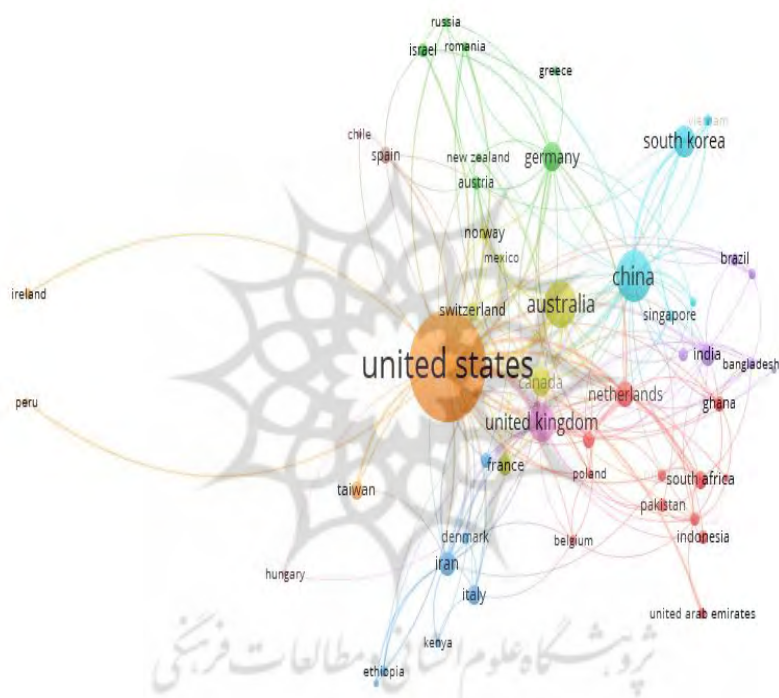 russia
israel
romania
greece
chile
spain
new zealand
austria
germany
vietnam
south korea
norway
mexico
brazil
china
ireland
switzerland
australia
singapore
united states
india
bangladesh
canada
netherlands
peru
ghana
united kingdom
france
poland
south africa
taiwan
pakistan
denmark
belgium
indonesia
iran
hungary
italy
united arab emirates
kenya
ethiopia
پژوهشگاه علوم انسانی و مطالعات فرهنگی